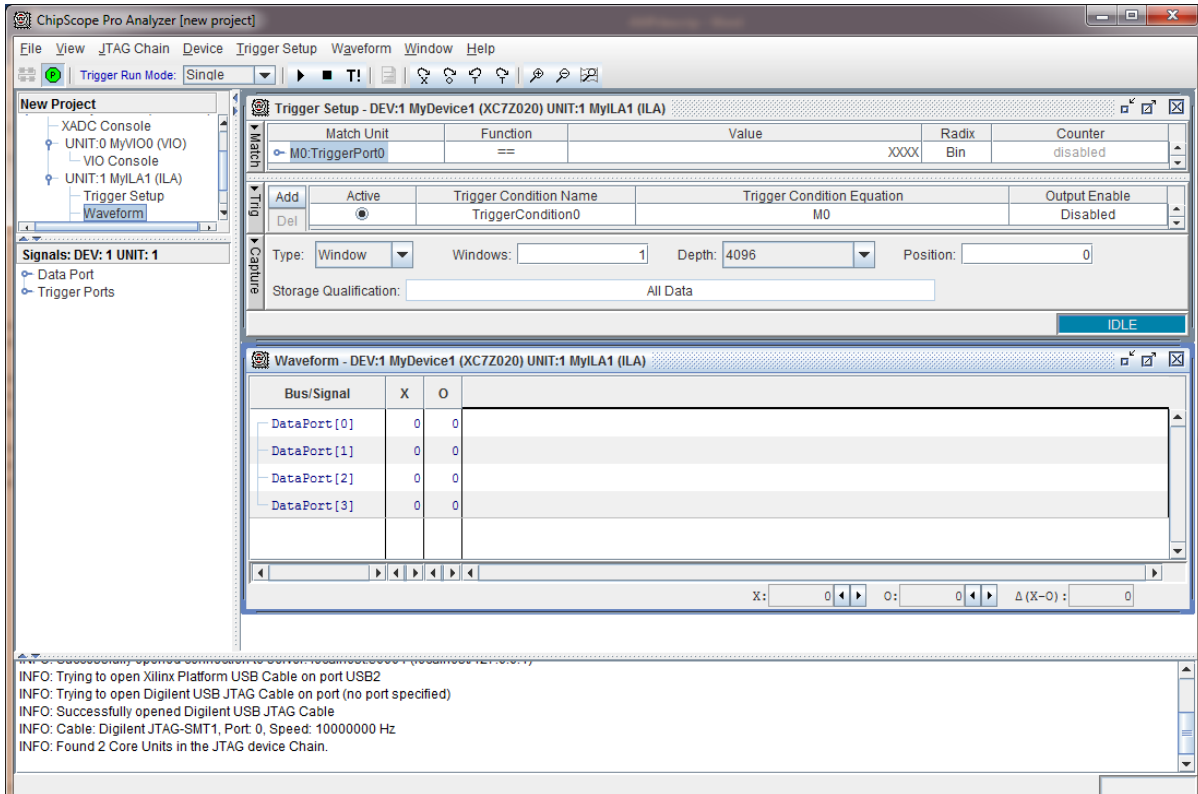 ChipScope Pro Analyzer [new project]
File View JTAG Chain Device Trigger Setup Waveform Window Help
Trigger Run Mode: Single T!
New Project
XADC Console
UNIT:0 MyVIO0 (VIO)
VIO Console
UNIT:1 MyILA1 (ILA)
Trigger Setup
Waveform
Signals: DEV: 1 UNIT: 1
Data Port
Trigger Ports
Trigger Setup - DEV:1 MyDevice1 (XC7Z020) UNIT:1 MyILA1 (ILA)
Match
Match Unit Function Value Radix Counter
M0:TriggerPort0 == XXXX Bin disabled
Trig
Add Active Trigger Condition Name Trigger Condition Equation Output Enable
Del TriggerCondition0 M0 Disabled
Capture
Type: Window Windows: 1 Depth: 4096 Position: 0
Storage Qualification: All Data
IDLE
Waveform - DEV:1 MyDevice1 (XC7Z020) UNIT:1 MyILA1 (ILA)
Bus/Signal X O
DataPort[0] 0 0
DataPort[1] 0 0
DataPort[2] 0 0
DataPort[3] 0 0
X: 0 O: 0 Δ(X-O): 0
INFO: Trying to open Xilinx Platform USB Cable on port USB2
INFO: Trying to open Digilent USB JTAG Cable on port (no port specified)
INFO: Successfully opened Digilent USB JTAG Cable
INFO: Cable: Digilent JTAG-SMT1, Port: 0, Speed: 10000000 Hz
INFO: Found 2 Core Units in the JTAG device Chain.